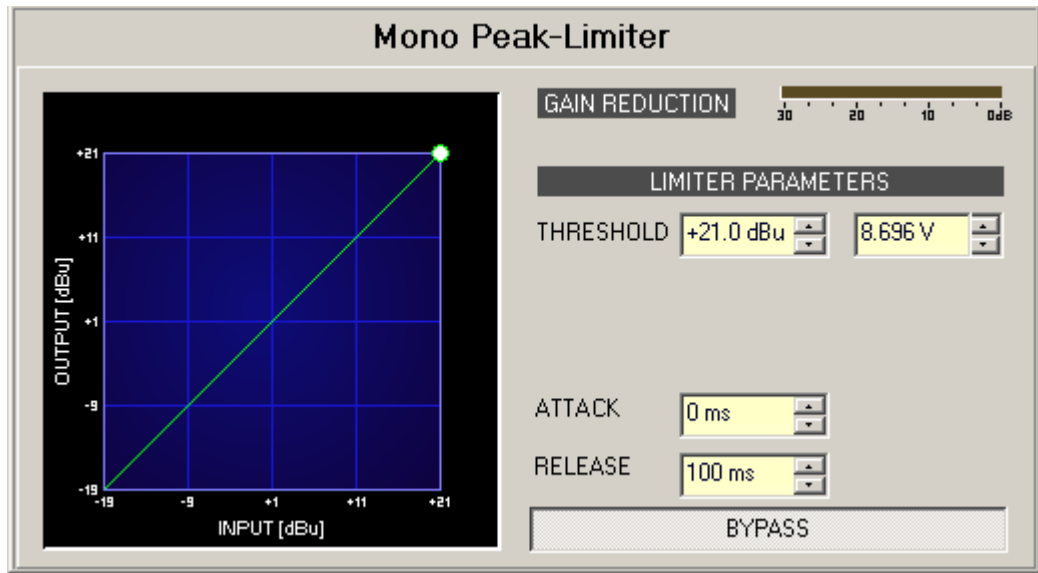 Mono Peak-Limiter
GAIN REDUCTION
30 20 10 0dB
LIMITER PARAMETERS
THRESHOLD +21.0 dBu 8.696 V
ATTACK 0 ms
RELEASE 100 ms
BYPASS
OUTPUT [dBu]
+21
+11
+1
-9
-19
-19 -9 +1 +11 +21
INPUT [dBu]